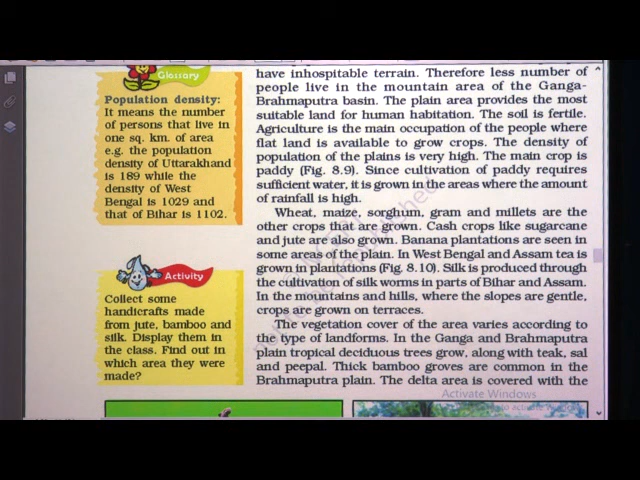 Glossary
Population density:
It means the number
of persons that live in
one sq. km. of area
e.g. the population
density of Uttarakhand
is 189 while the
density of West
Bengal is 1029 and
that of Bihar is 1102.
Activity
Collect some
handicrafts made
from jute, bamboo and
silk. Display them in
the class. Find out in
which area they were
made?
have inhospitable terrain. Therefore less number of
people live in the mountain area of the Ganga-
Brahmaputra basin. The plain area provides the most
suitable land for human habitation. The soil is fertile.
Agriculture is the main occupation of the people where
flat land is available to grow crops. The density of
population of the plains is very high. The main crop is
paddy (Fig. 8.9). Since cultivation of paddy requires
sufficient water, it is grown in the areas where the amount
of rainfall is high.
Wheat, maize, sorghum, gram and millets are the
other crops that are grown. Cash crops like sugarcane
and jute are also grown. Banana plantations are seen in
some areas of the plain. In West Bengal and Assam tea is
grown in plantations (Fig. 8.10). Silk is produced through
the cultivation of silk worms in parts of Bihar and Assam.
In the mountains and hills, where the slopes are gentle,
crops are grown on terraces.
The vegetation cover of the area varies according to
the type of landforms. In the Ganga and Brahmaputra
plain tropical deciduous trees grow, along with teak, sal
and peepal. Thick bamboo groves are common in the
Brahmaputra plain. The delta area is covered with the
Activate Windows